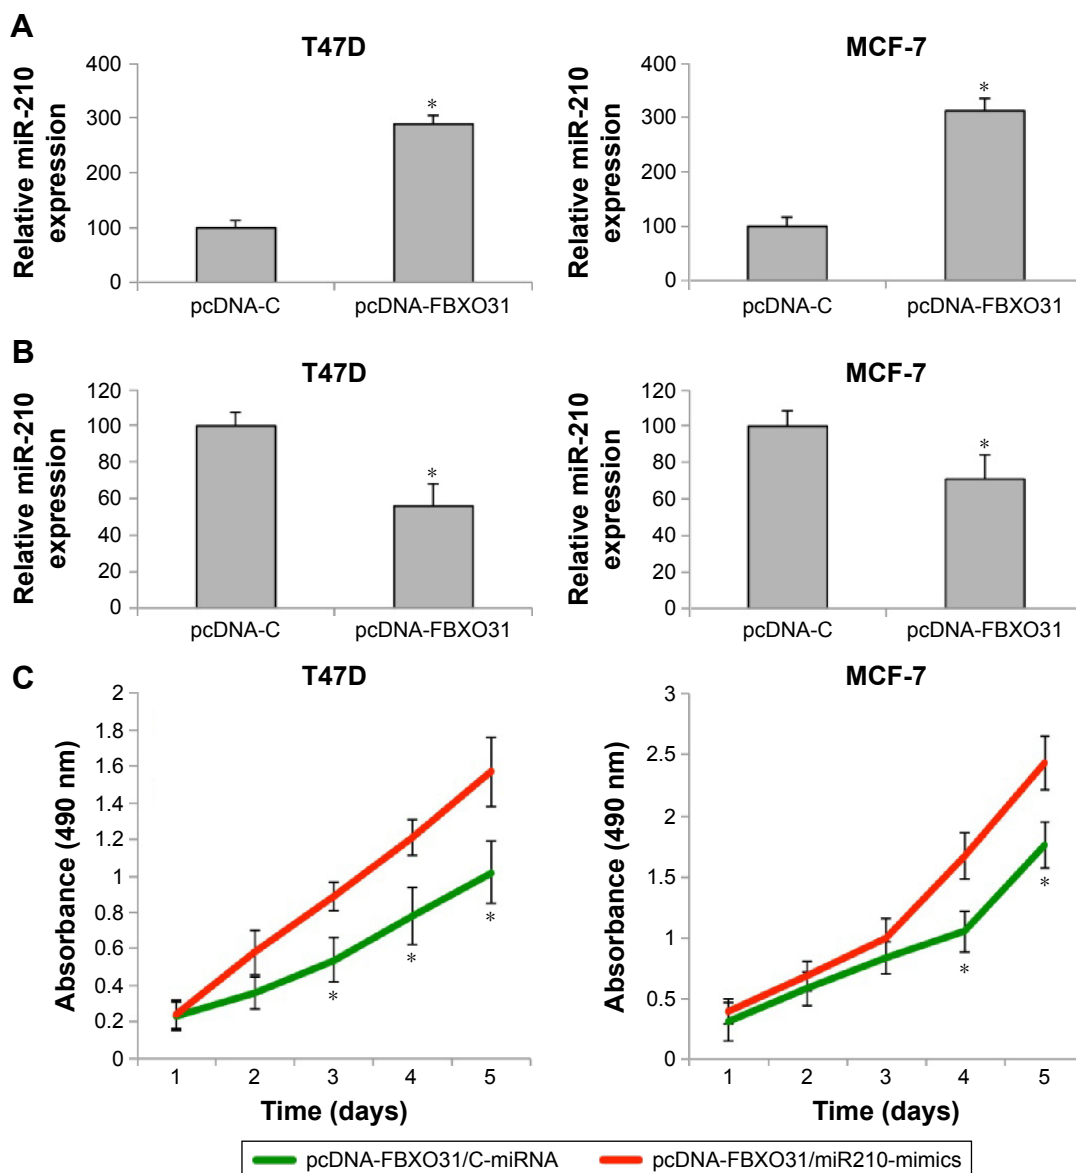 A
T47D
MCF-7
Relative miR-210
expression
400
300
200
100
0
pcDNA-C
pcDNA-FBXO31
*
Relative miR-210
expression
400
300
200
100
0
pcDNA-C
pcDNA-FBXO31
*
B
T47D
MCF-7
Relative miR-210
expression
120
100
80
60
40
20
0
pcDNA-C
pcDNA-FBXO31
*
Relative miR-210
expression
120
100
80
60
40
20
0
pcDNA-C
pcDNA-FBXO31
*
C
T47D
MCF-7
Absorbance (490 nm)
2
1.8
1.6
1.4
1.2
1
0.8
0.6
0.4
0.2
0
* * *
1 2 3 4 5
Time (days)
Absorbance (490 nm)
3
2.5
2
1.5
1
0.5
0
* *
1 2 3 4 5
Time (days)
pcDNA-FBXO31/C-miRNA pcDNA-FBXO31/miR210-mimics